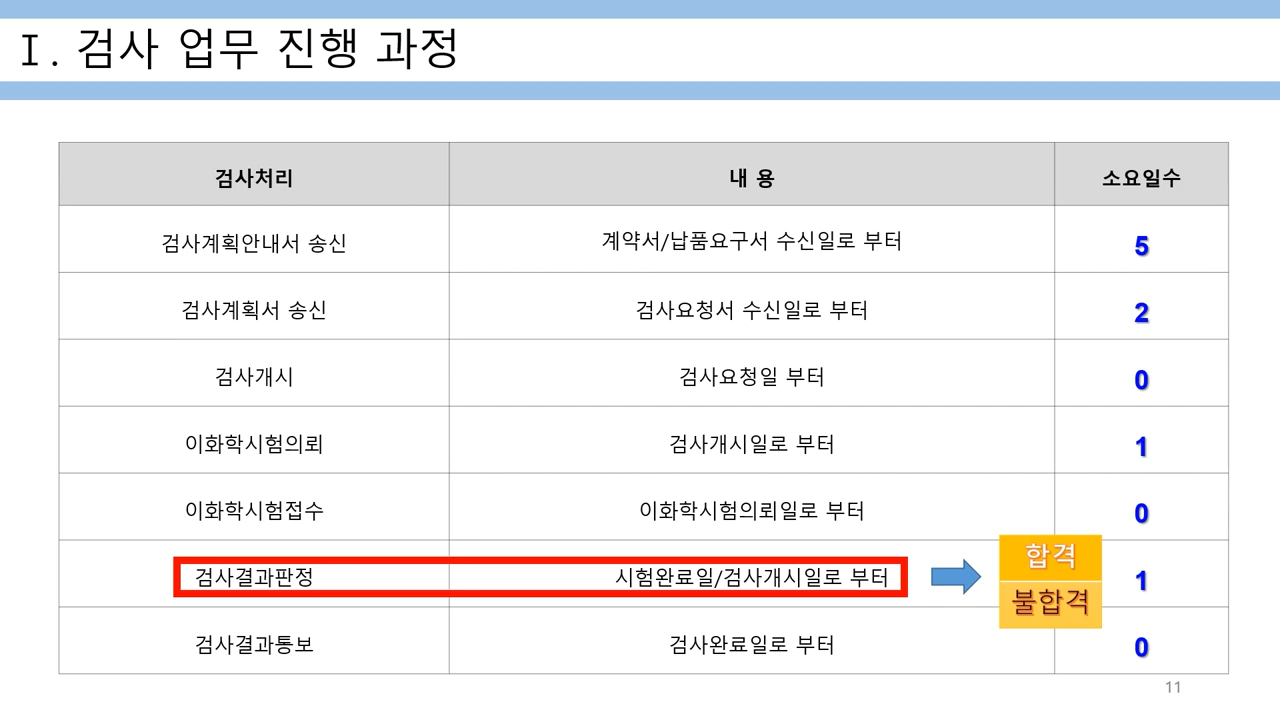 Ⅰ. 검사 업무 진행 과정
검사처리 내 용 소요일수
검사계획안내서 송신 계약서/납품요구서 수신일로 부터 5
검사계획서 송신 검사요청서 수신일로 부터 2
검사개시 검사요청일 부터 0
이화학시험의뢰 검사개시일로 부터 1
이화학시험접수 이화학시험의뢰일로 부터 0
합격
검사결과판정 시험완료일/검사개시일로 부터 1
불합격
검사결과통보 검사완료일로 부터 0
11